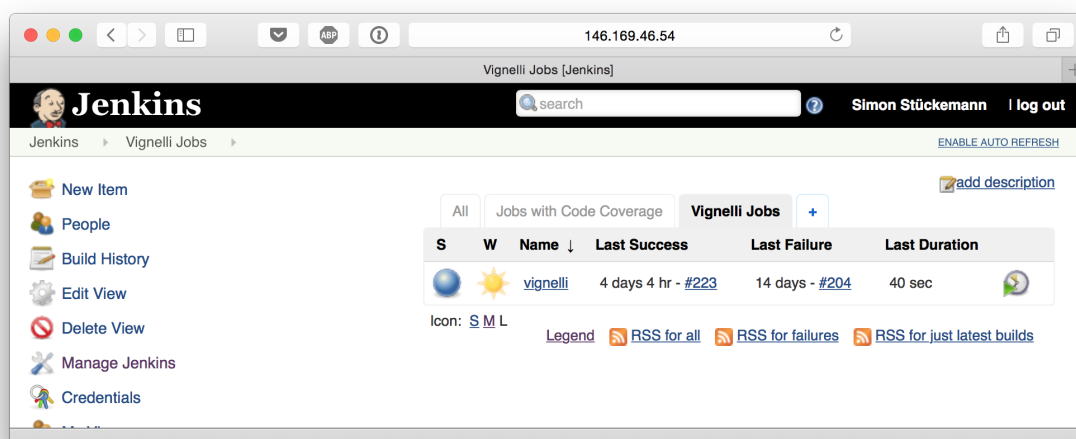 ABP
146.169.46.54
Vignelli Jobs [Jenkins]
Jenkins
search
Simon Stückemann
| log out
Jenkins
Vignelli Jobs
ENABLE AUTO REFRESH
New Item
People
Build History
Edit View
Delete View
Manage Jenkins
Credentials
add description
All
Jobs with Code Coverage
Vignelli Jobs
+
S W Name ↓ Last Success Last Failure Last Duration
vignelli 4 days 4 hr - #223 14 days - #204 40 sec
Icon: S M L
Legend RSS for all RSS for failures RSS for just latest builds